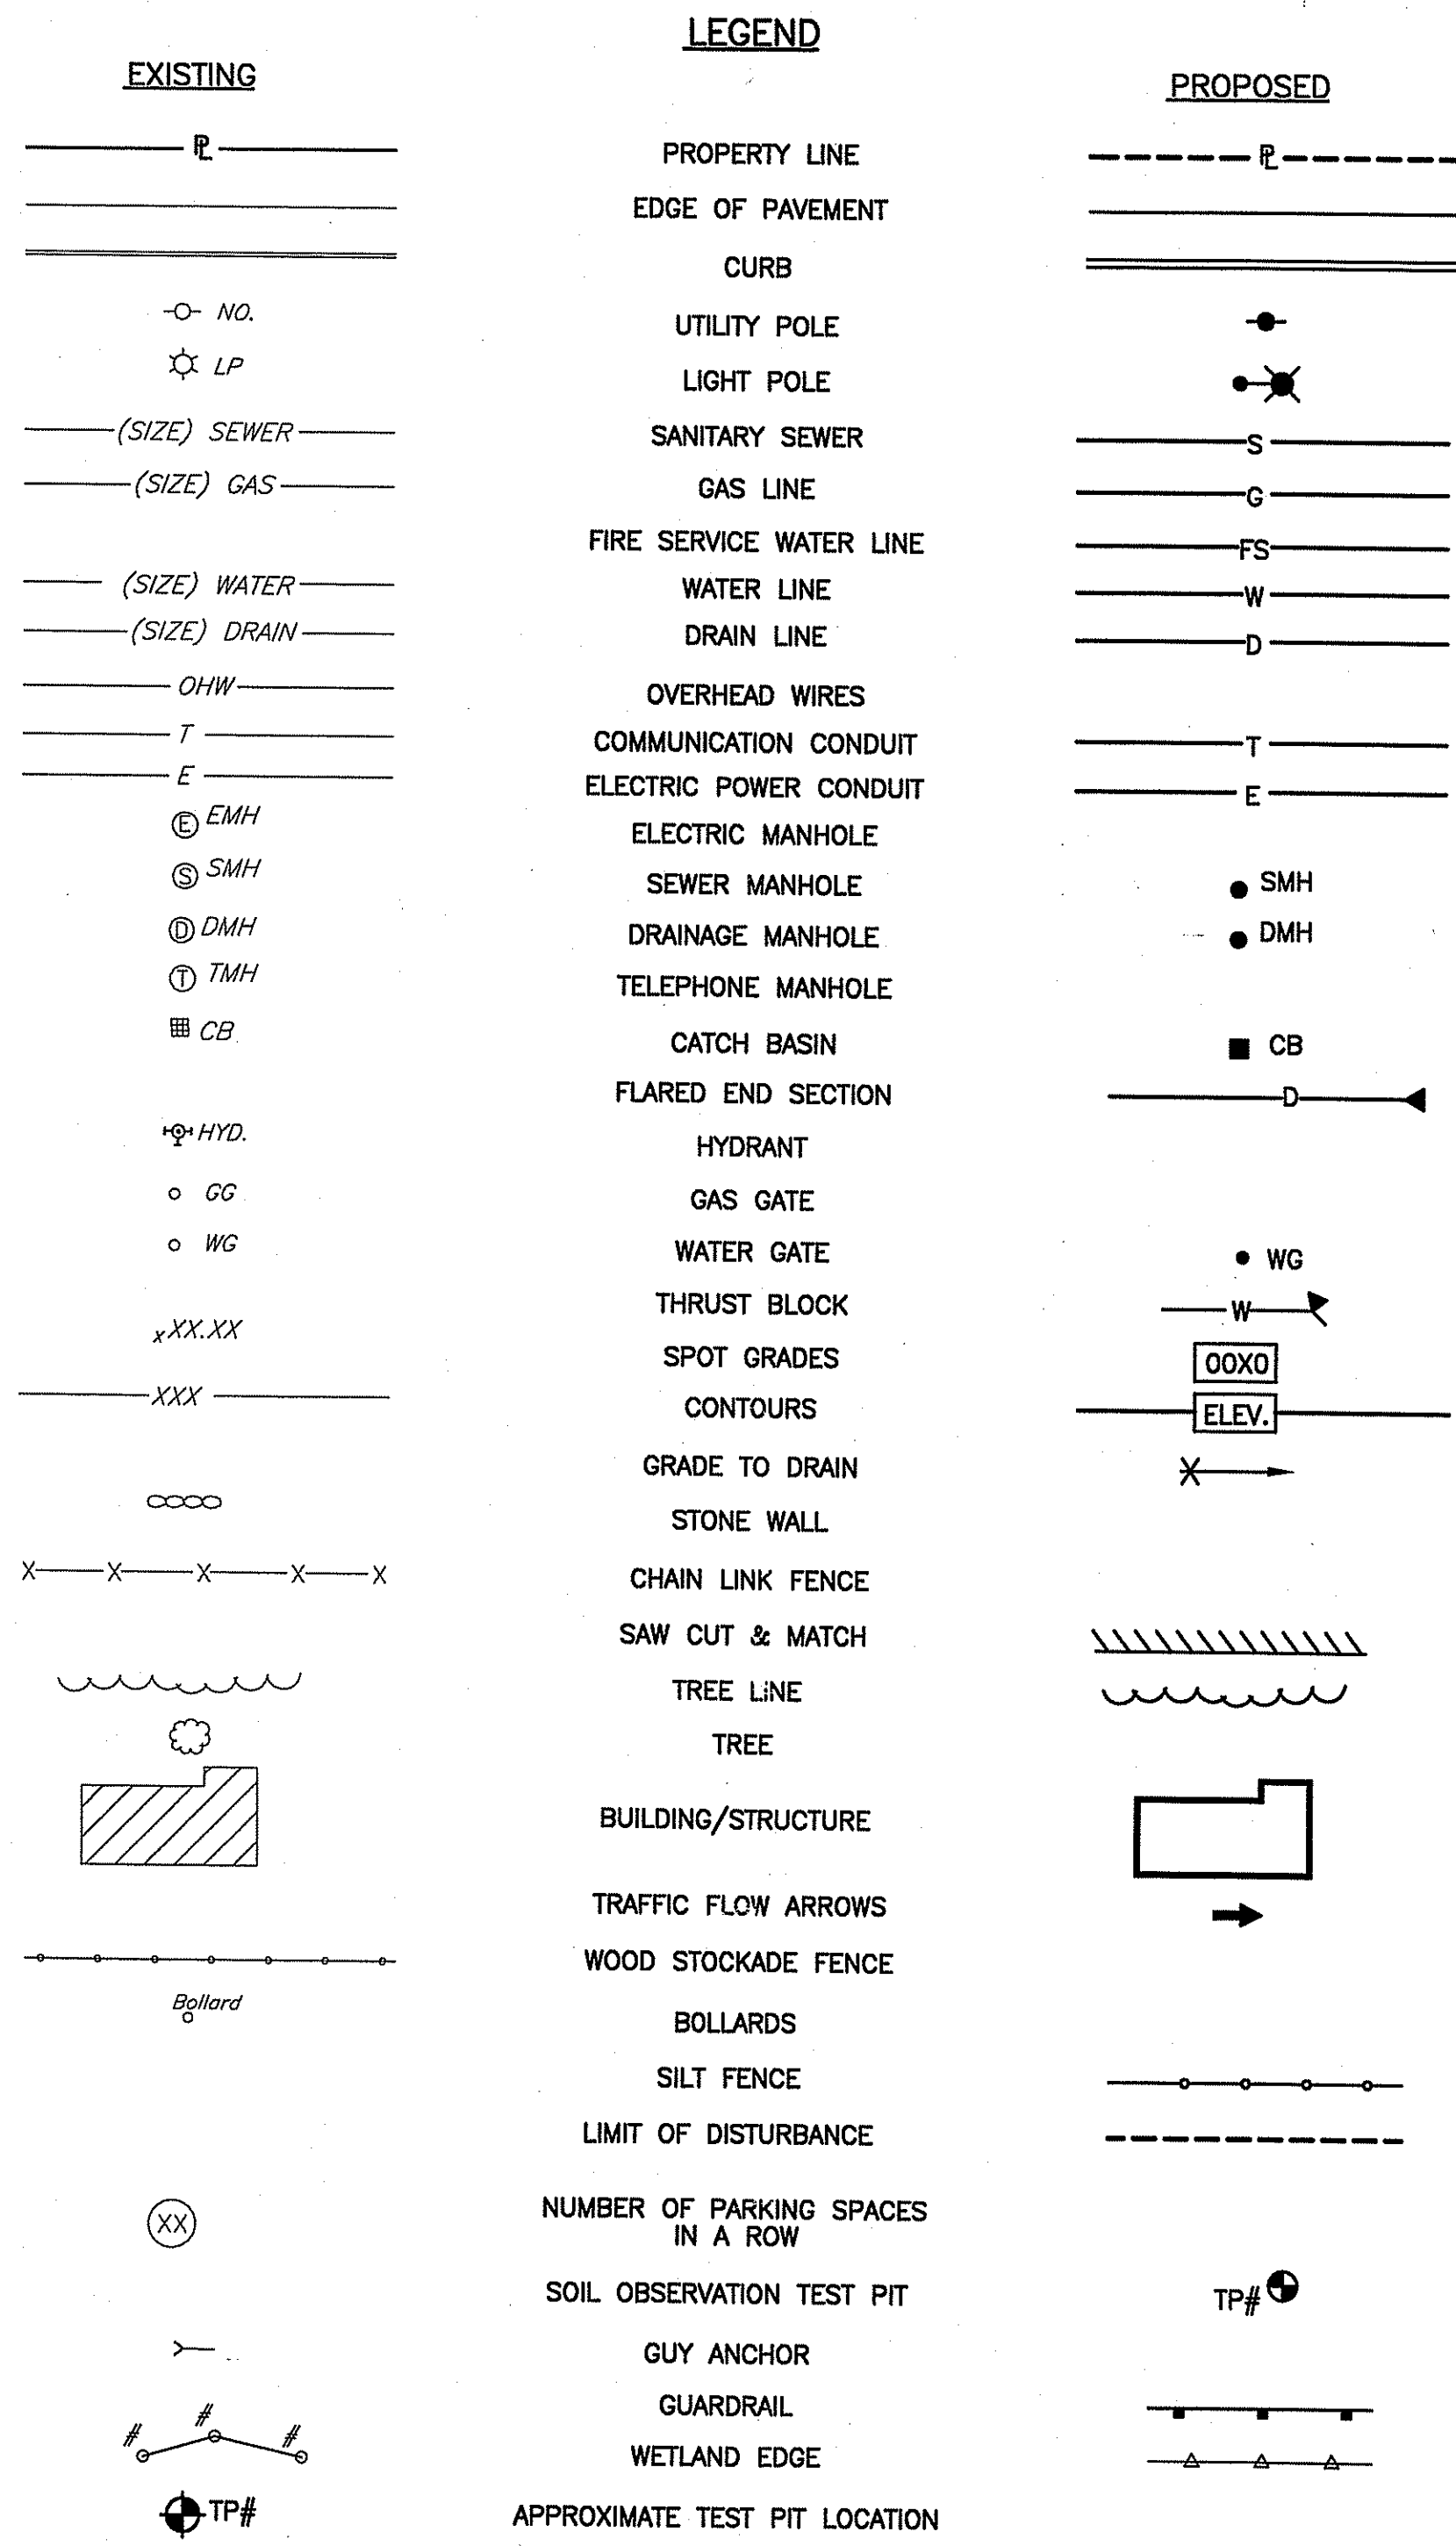 LEGEND
EXISTING
PROPOSED
PL PROPERTY LINE PL
EDGE OF PAVEMENT
CURB
NO. UTILITY POLE
LP LIGHT POLE
(SIZE) SEWER SANITARY SEWER S
(SIZE) GAS GAS LINE G
FIRE SERVICE WATER LINE FS
(SIZE) WATER WATER LINE W
(SIZE) DRAIN DRAIN LINE D
OHW OVERHEAD WIRES
T COMMUNICATION CONDUIT T
E ELECTRIC POWER CONDUIT E
E EMH ELECTRIC MANHOLE
S SMH SEWER MANHOLE SMH
D DMH DRAINAGE MANHOLE DMH
T TMH TELEPHONE MANHOLE
CB CATCH BASIN CB
FLARED END SECTION D
HYD. HYDRANT
GG GAS GATE
WG WATER GATE WG
THRUST BLOCK W
xXX.XX SPOT GRADES 00X0
XXX CONTOURS ELEV.
GRADE TO DRAIN
STONE WALL
X X X X X CHAIN LINK FENCE
SAW CUT & MATCH
TREE LINE
TREE
BUILDING/STRUCTURE
TRAFFIC FLOW ARROWS
WOOD STOCKADE FENCE
Bollard BOLLARDS
SILT FENCE
LIMIT OF DISTURBANCE
XX NUMBER OF PARKING SPACES
IN A ROW
SOIL OBSERVATION TEST PIT TP#
GUY ANCHOR
GUARDRAIL
# # # WETLAND EDGE
TP# APPROXIMATE TEST PIT LOCATION